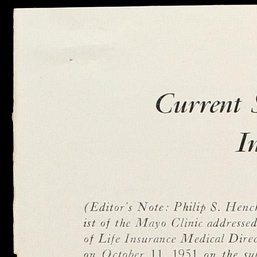 Current S
In
(Editor's Note: Philip S. Hench
ist of the Mayo Clinic addressed
of Life Insurance Medical Direc
on October 11, 1951 on the su